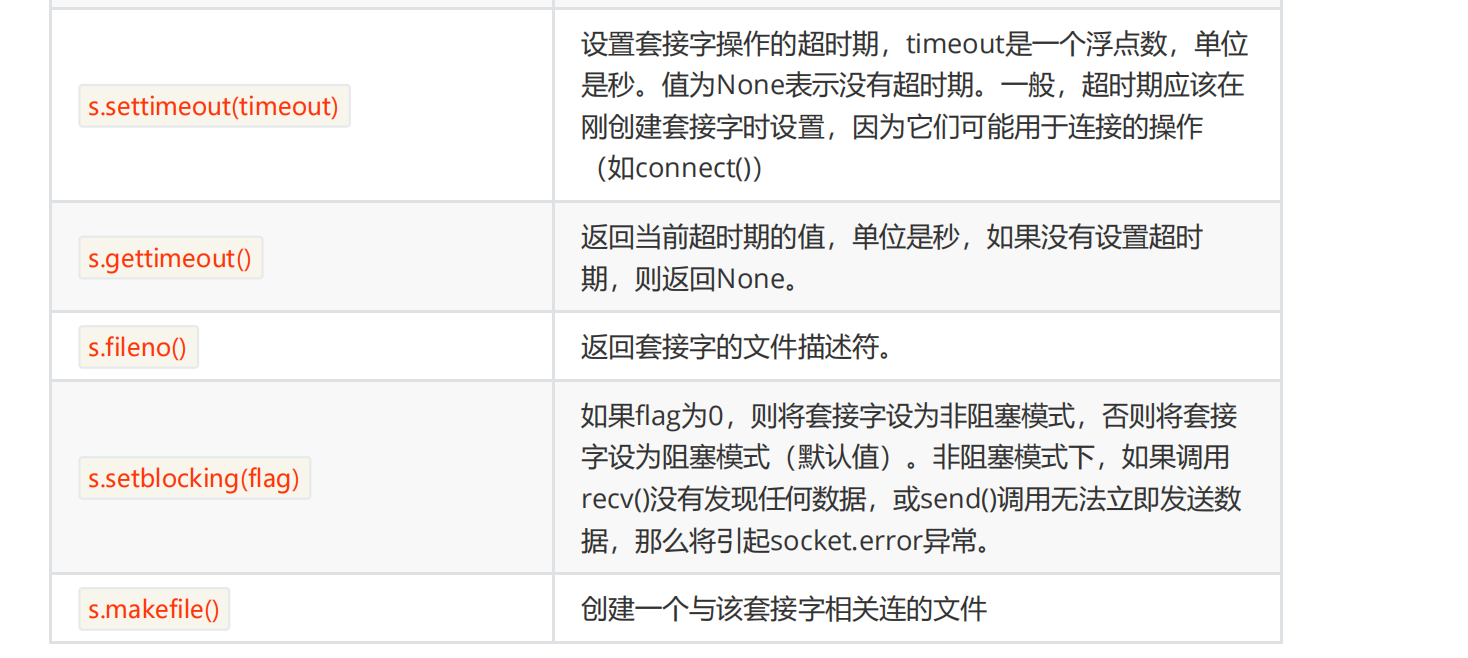 s.settimeout(timeout)
设置套接字操作的超时期，timeout是一个浮点数，单位
是秒。值为None表示没有超时期。一般，超时期应该在
刚创建套接字时设置，因为它们可能用于连接的操作
（如connect()）
s.gettimeout()
返回当前超时期的值，单位是秒，如果没有设置超时
期，则返回None。
s.fileno()
返回套接字的文件描述符。
s.setblocking(flag)
如果flag为0，则将套接字设为非阻塞模式，否则将套接
字设为阻塞模式（默认值）。非阻塞模式下，如果调用
recv()没有发现任何数据，或send()调用无法立即发送数
据，那么将引起socket.error异常。
s.makefile()
创建一个与该套接字相关连的文件